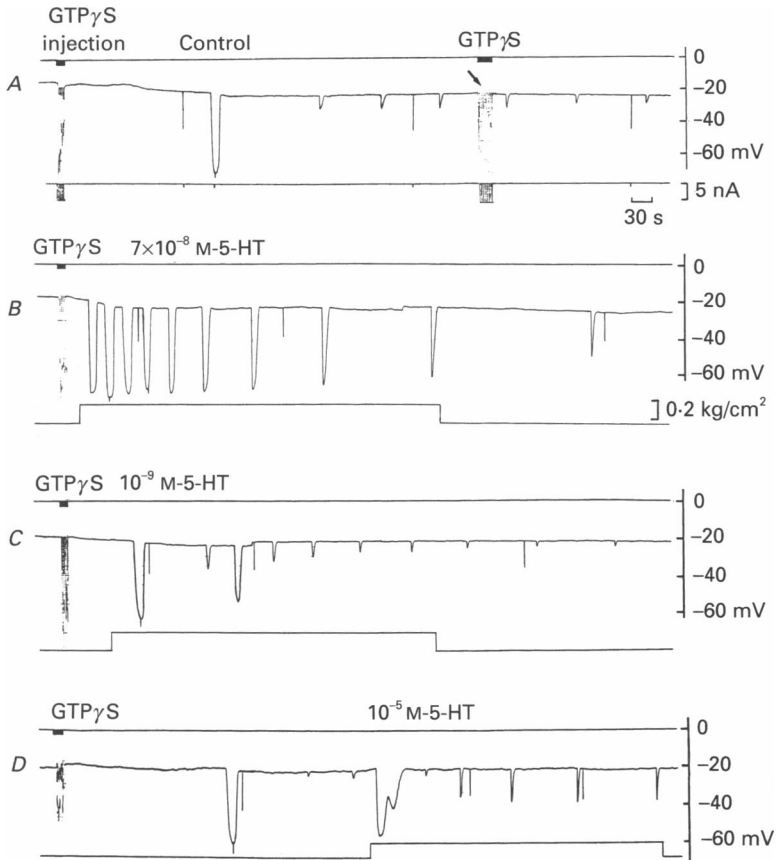 GTPγS
injection Control GTPγS
A
0
−20
−40
−60 mV
5 nA
30 s
GTPγS 7×10⁻⁸ M-5-HT
B
0
−20
−40
−60 mV
0·2 kg/cm²
GTPγS 10⁻⁹ M-5-HT
C
0
−20
−40
−60 mV
GTPγS 10⁻⁵ M-5-HT
D
0
−20
−40
−60 mV